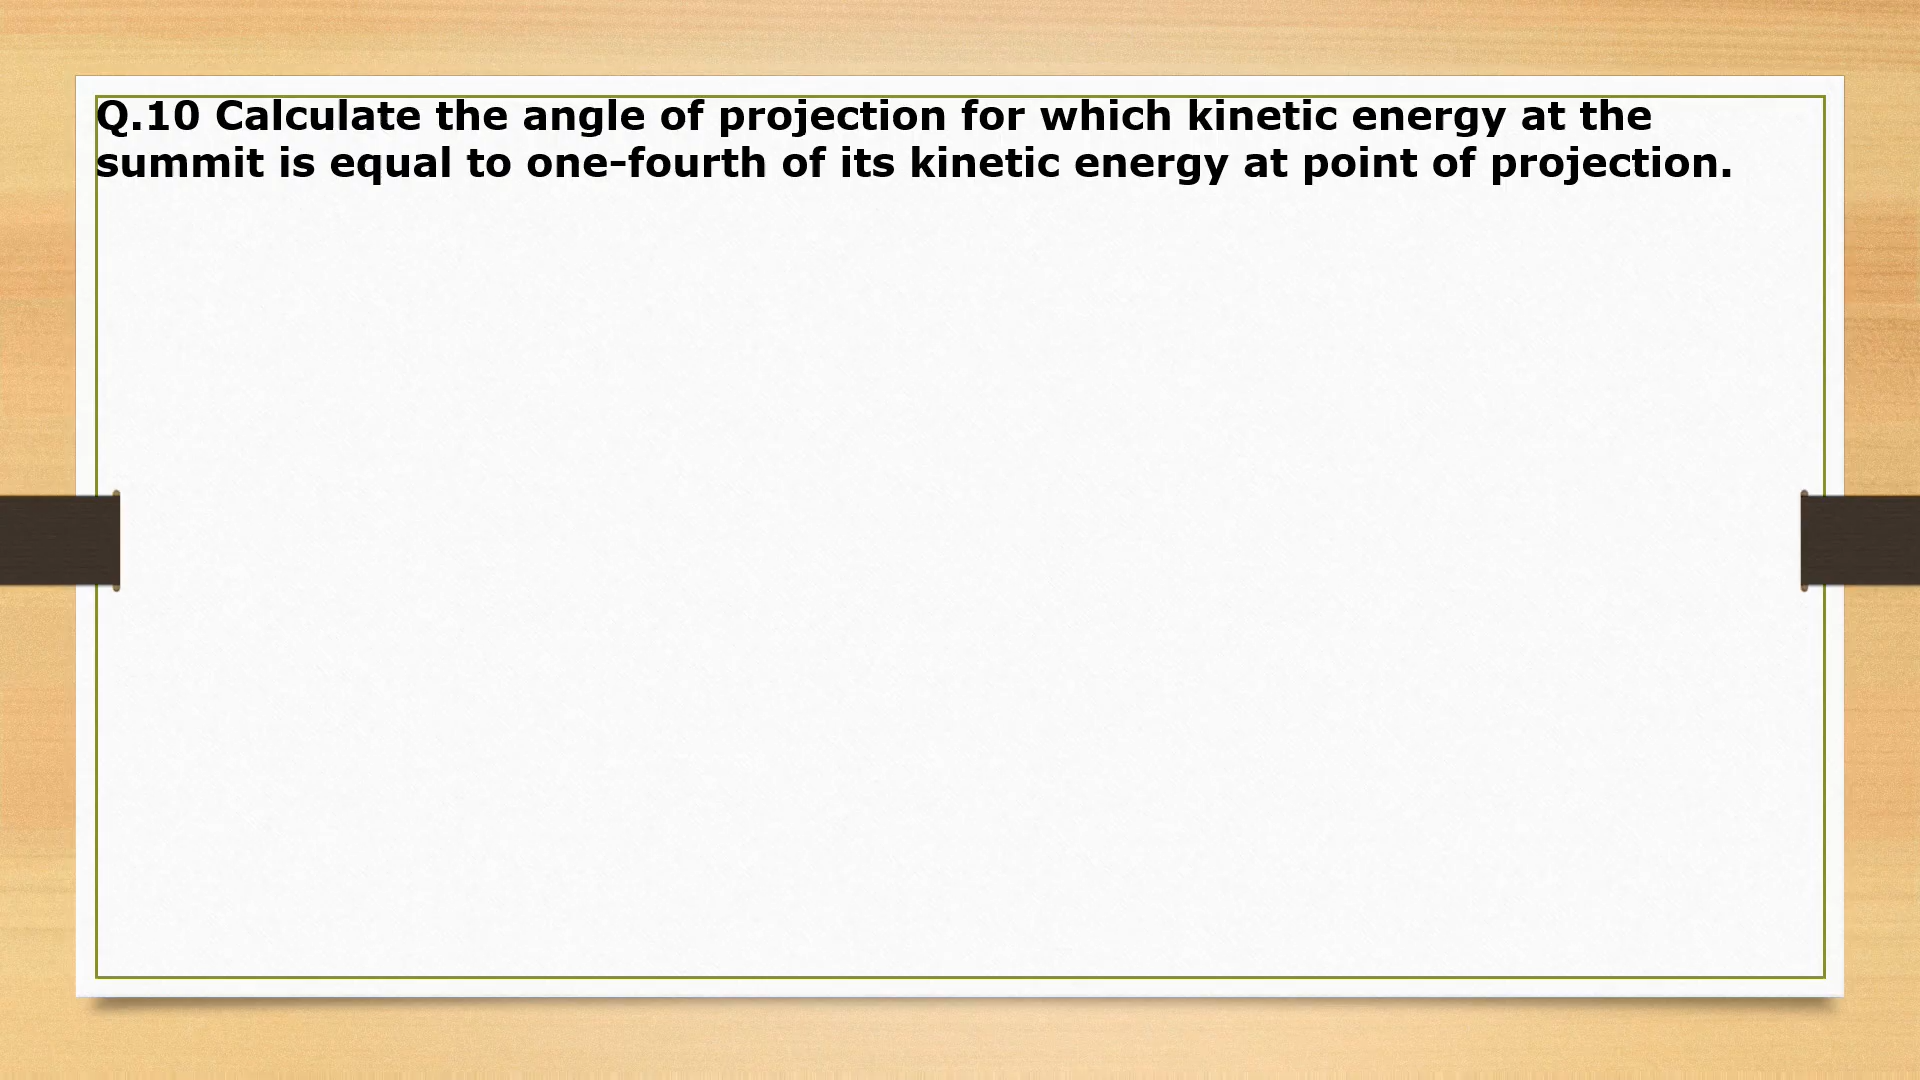 Q.10 Calculate the angle of projection for which kinetic energy at the
summit is equal to one-fourth of its kinetic energy at point of projection.